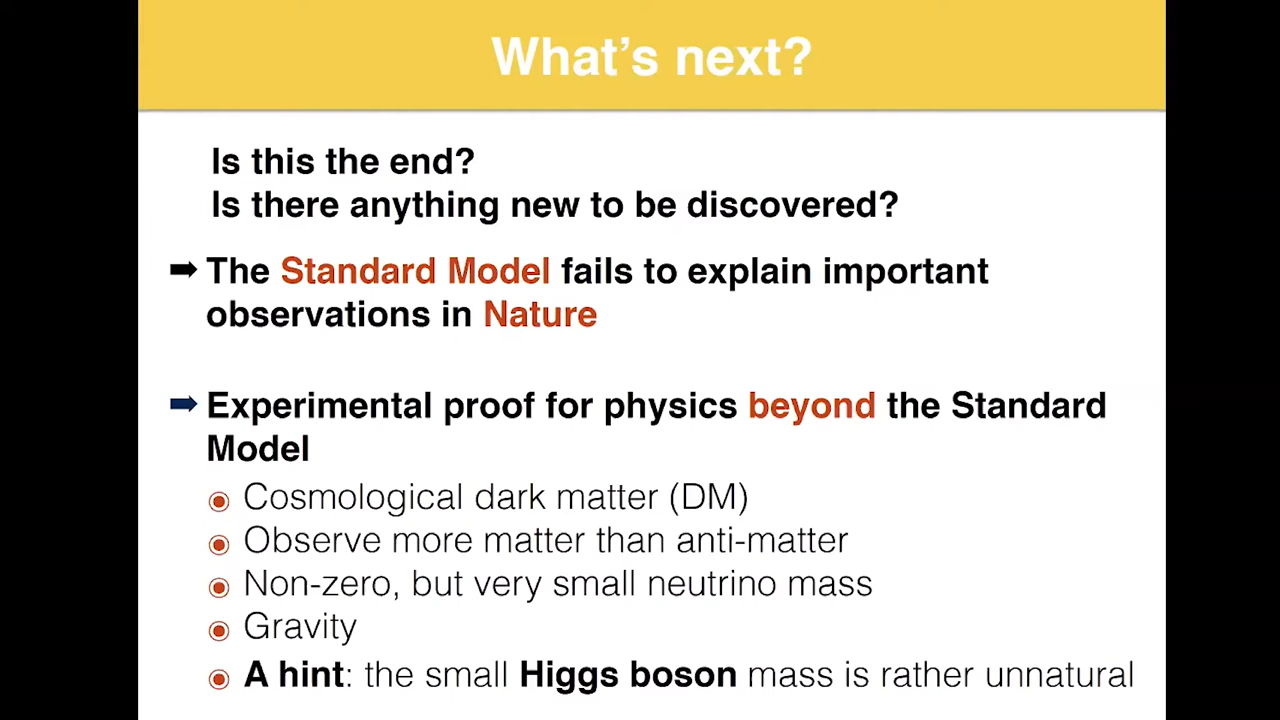 What’s next?
Is this the end?
Is there anything new to be discovered?
➡ The Standard Model fails to explain important
observations in Nature
➡ Experimental proof for physics beyond the Standard
Model
◉ Cosmological dark matter (DM)
◉ Observe more matter than anti-matter
◉ Non-zero, but very small neutrino mass
◉ Gravity
◉ A hint: the small Higgs boson mass is rather unnatural